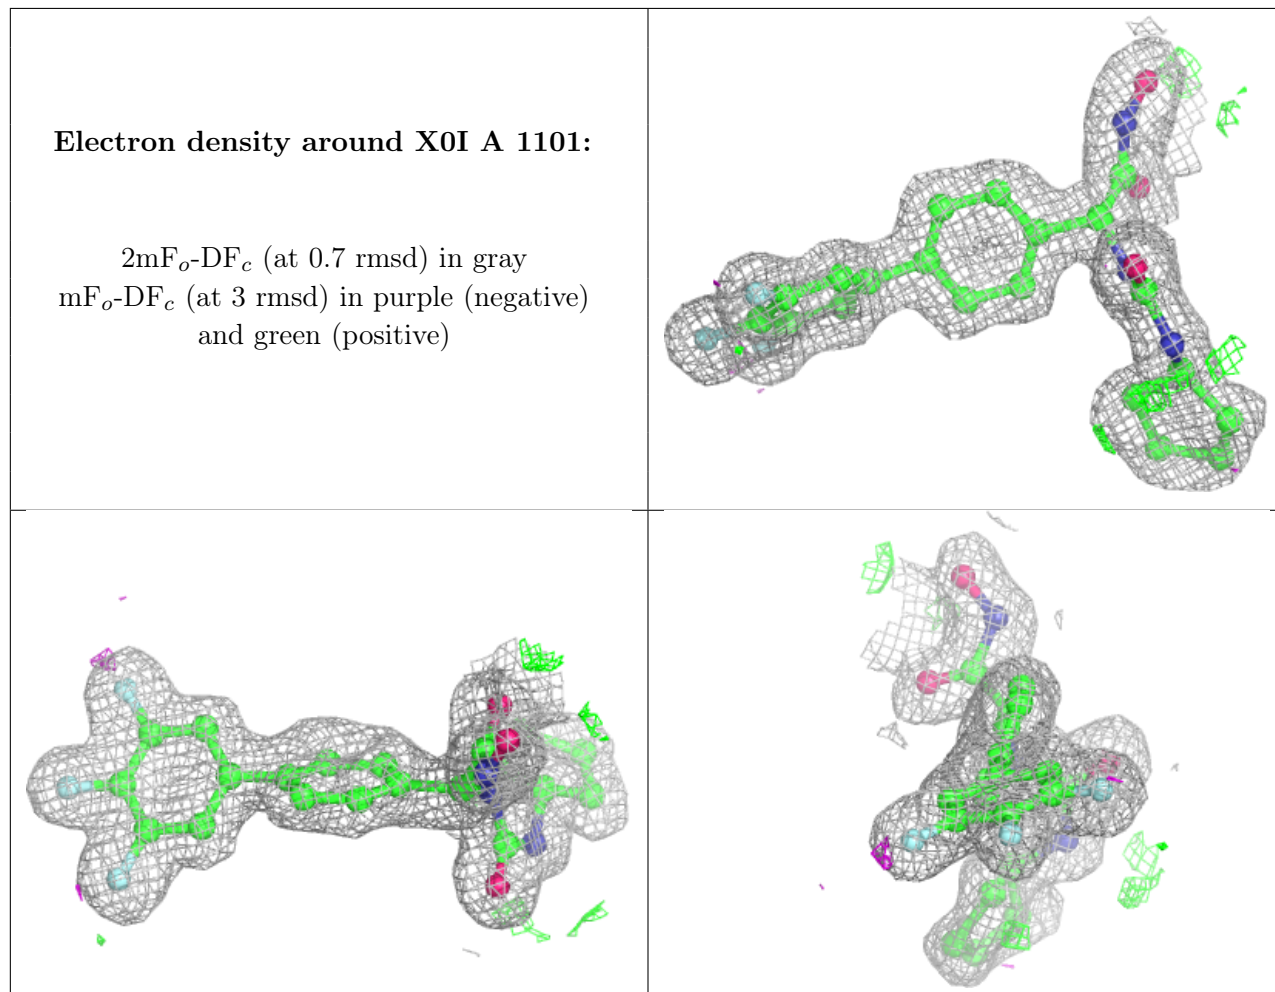 Electron density around X0I A 1101:
2mFo-DFc (at 0.7 rmsd) in gray
mFo-DFc (at 3 rmsd) in purple (negative)
and green (positive)